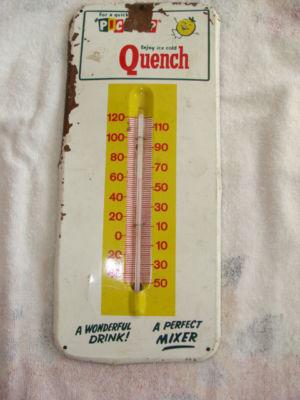 For a quick
Enjoy ice cold
Quench
120
110
100
90
80
70
60
50
40
30
20
10
0
10
20
30
50
A WONDERFUL
DRINK!
A PERFECT
MIXER